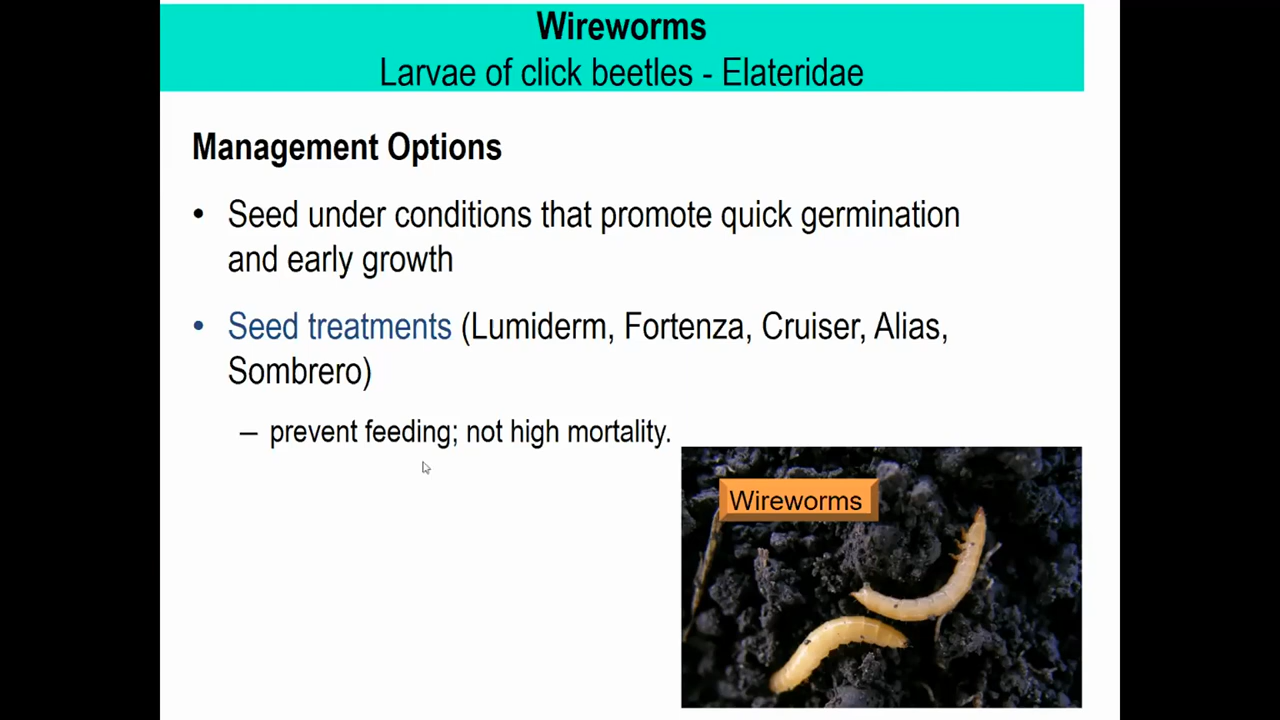 Wireworms
Larvae of click beetles - Elateridae
Management Options
• Seed under conditions that promote quick germination
and early growth
• Seed treatments (Lumiderm, Fortenza, Cruiser, Alias,
Sombrero)
– prevent feeding; not high mortality.
Wireworms